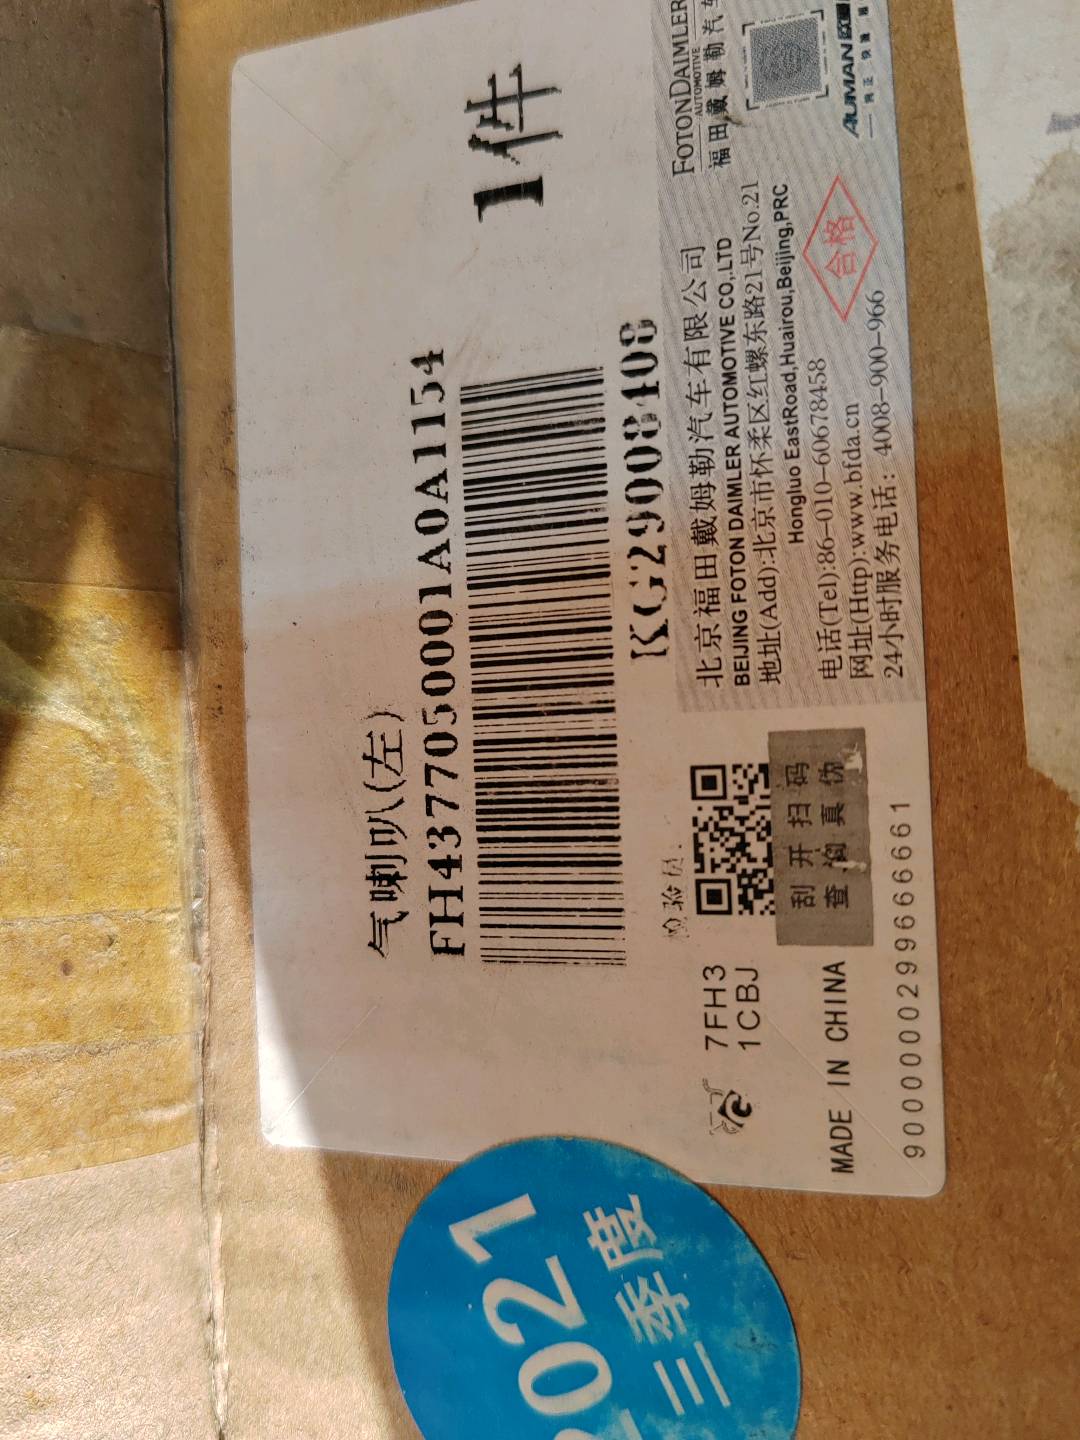 气喇叭(左)
FH4377050001A0A1154
1件
KG29008408
检验员:
FOTONDAIMLER
AUTOMOTIVE
福田戴姆勒汽车
AUMAN
北京福田戴姆勒汽车有限公司
BEIJING FOTON DAIMLER AUTOMOTIVE CO,.LTD
地址(Add):北京市怀柔区红螺东路21号No.21
Hongluo EastRoad,Huairou,Beijing,PRC
电话(Tel):86-010-60678458
网址(Http):www.bfda.cn
24小时服务电话: 4008-900-966
合格
7FH3
1CBJ
刮开扫码
查询真伪
MADE IN CHINA
9000000299666661
2021
三季度